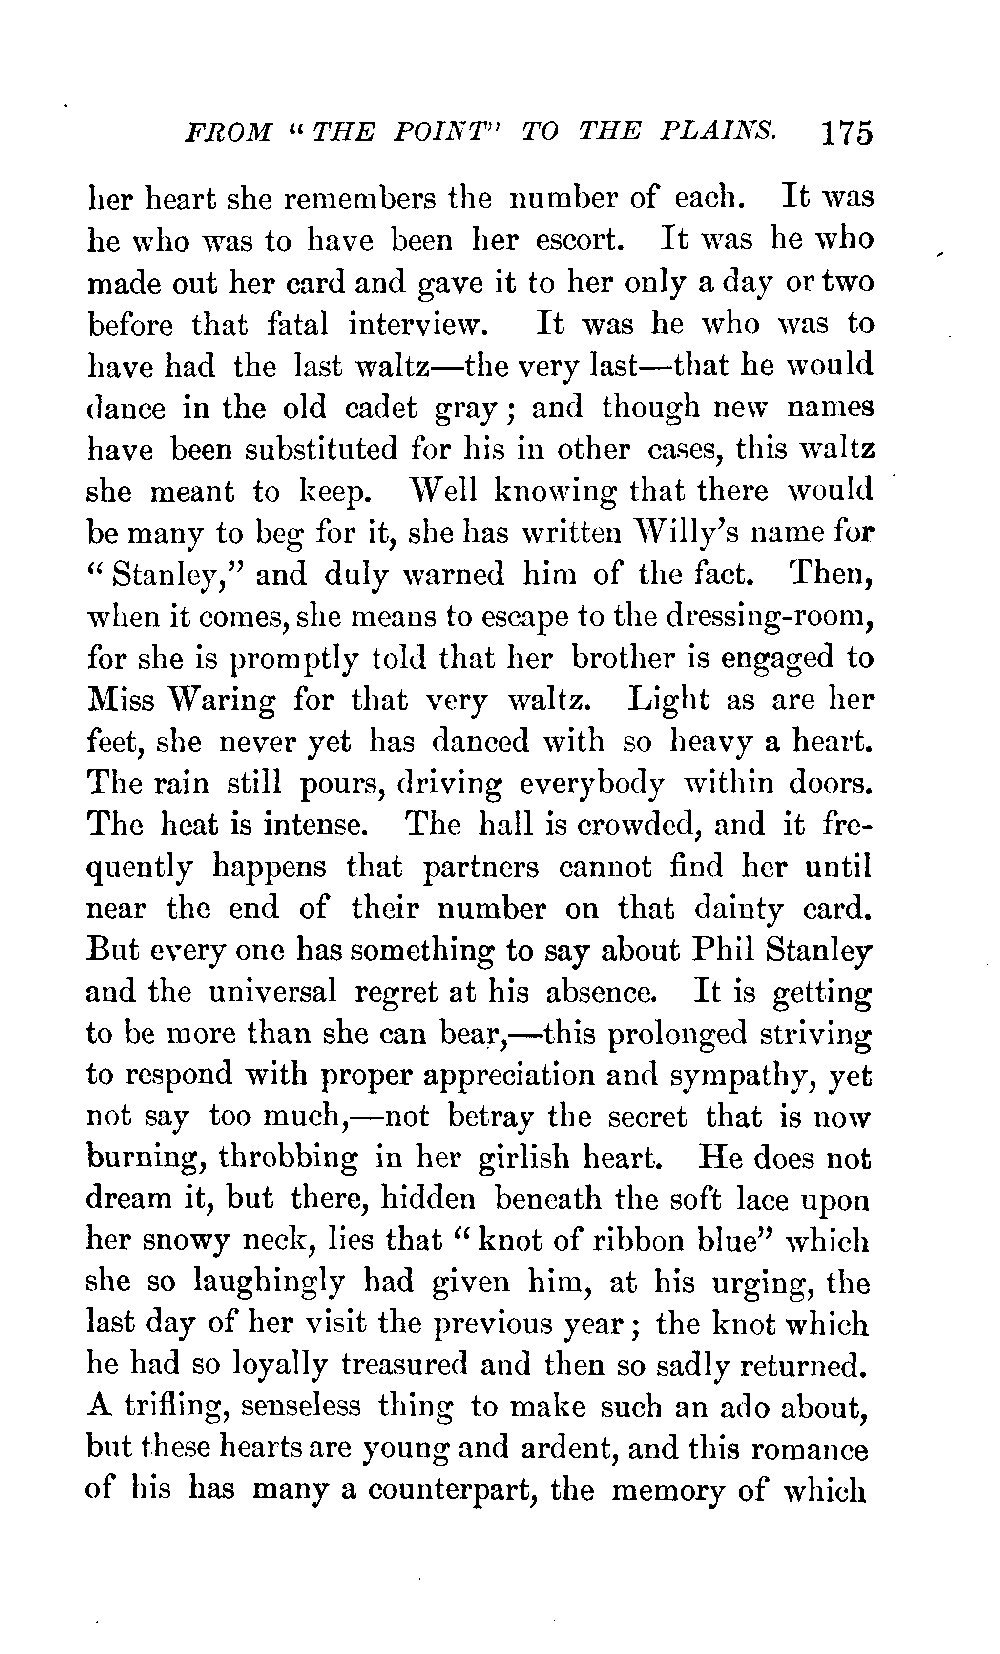 FROM "THE POINT" TO THE PLAINS. 175
her heart she remembers the number of each. It was
he who was to have been her escort. It was he who
made out her card and gave it to her only a day or two
before that fatal interview. It was he who was to
have had the last waltz—the very last—that he would
dance in the old cadet gray; and though new names
have been substituted for his in other cases, this waltz
she meant to keep. Well knowing that there would
be many to beg for it, she has written Willy's name for
"Stanley," and duly warned him of the fact. Then,
when it comes, she means to escape to the dressing-room,
for she is promptly told that her brother is engaged to
Miss Waring for that very waltz. Light as are her
feet, she never yet has danced with so heavy a heart.
The rain still pours, driving everybody within doors.
The heat is intense. The hall is crowded, and it fre-
quently happens that partners cannot find her until
near the end of their number on that dainty card.
But every one has something to say about Phil Stanley
and the universal regret at his absence. It is getting
to be more than she can bear,—this prolonged striving
to respond with proper appreciation and sympathy, yet
not say too much,—not betray the secret that is now
burning, throbbing in her girlish heart. He does not
dream it, but there, hidden beneath the soft lace upon
her snowy neck, lies that "knot of ribbon blue" which
she so laughingly had given him, at his urging, the
last day of her visit the previous year; the knot which
he had so loyally treasured and then so sadly returned.
A trifling, senseless thing to make such an ado about,
but these hearts are young and ardent, and this romance
of his has many a counterpart, the memory of which